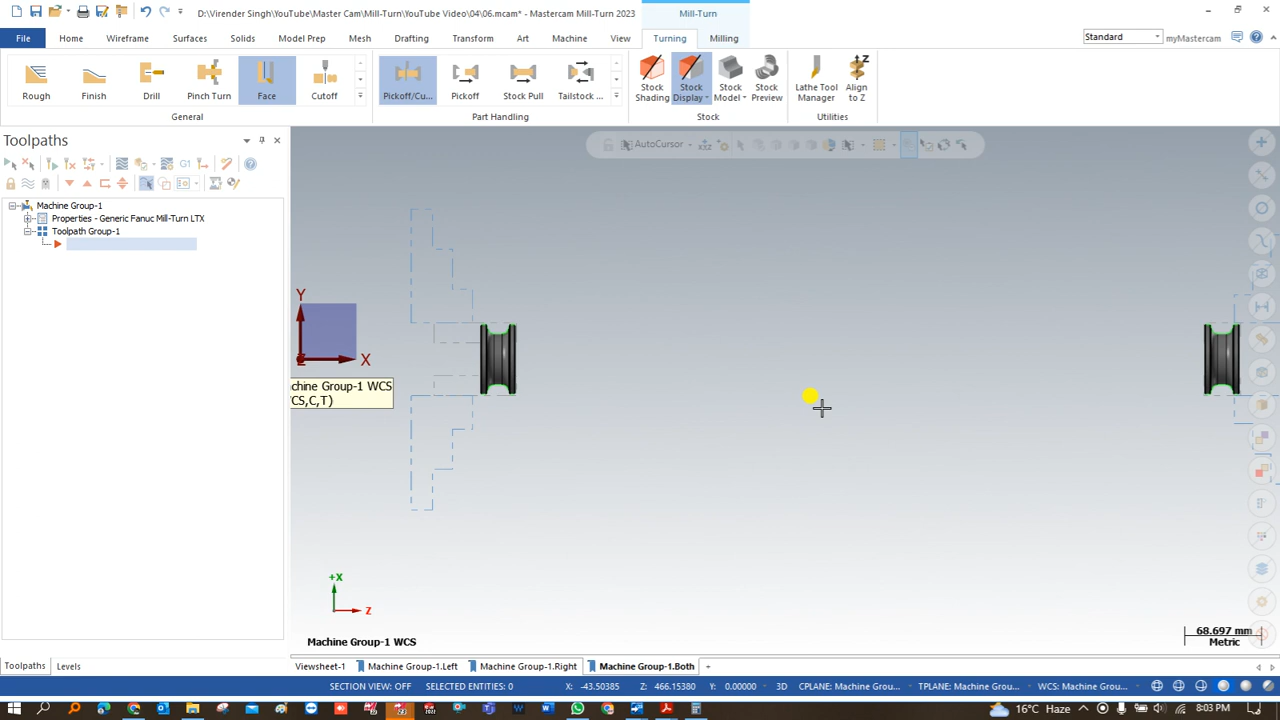 D:\Virender Singh\YouTube\Master Cam\Mill-Turn\YouTube Video\04\06.mcam* - Mastercam Mill-Turn 2023
Mill-Turn
File Home Wireframe Surfaces Solids Model Prep Mesh Drafting Transform Art Machine View Turning Milling
Standard myMastercam
Rough Finish Drill Pinch Turn Face Cutoff
General
Pickoff/Cu... Pickoff Stock Pull Tailstock ...
Part Handling
Stock Shading Stock Display Stock Model Stock Preview
Stock
Lathe Tool Manager Align to Z
Utilities
Toolpaths
AutoCursor
G1
Machine Group-1
Properties - Generic Fanuc Mill-Turn LTX
Toolpath Group-1
Y
X
Z
chine Group-1 WCS
CS,C,T)
+X
Z
Machine Group-1 WCS
68.697 mm
Metric
Toolpaths Levels
Viewsheet-1 Machine Group-1.Left Machine Group-1.Right Machine Group-1.Both +
SECTION VIEW: OFF SELECTED ENTITIES: 0 X: -43.50385 Z: 466.15380 Y: 0.00000 3D CPLANE: Machine Grou... TPLANE: Machine Grou... WCS: Machine Grou...
16°C Haze 8:03 PM